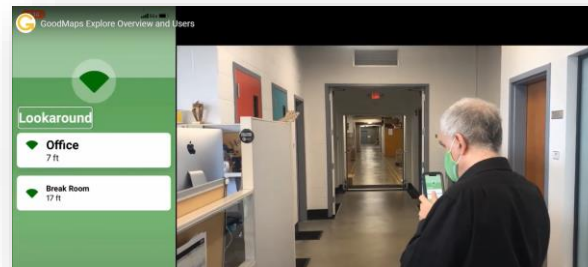 GoodMaps Explore Overview and Users
Lookaround
Office
7 ft
Break Room
17 ft